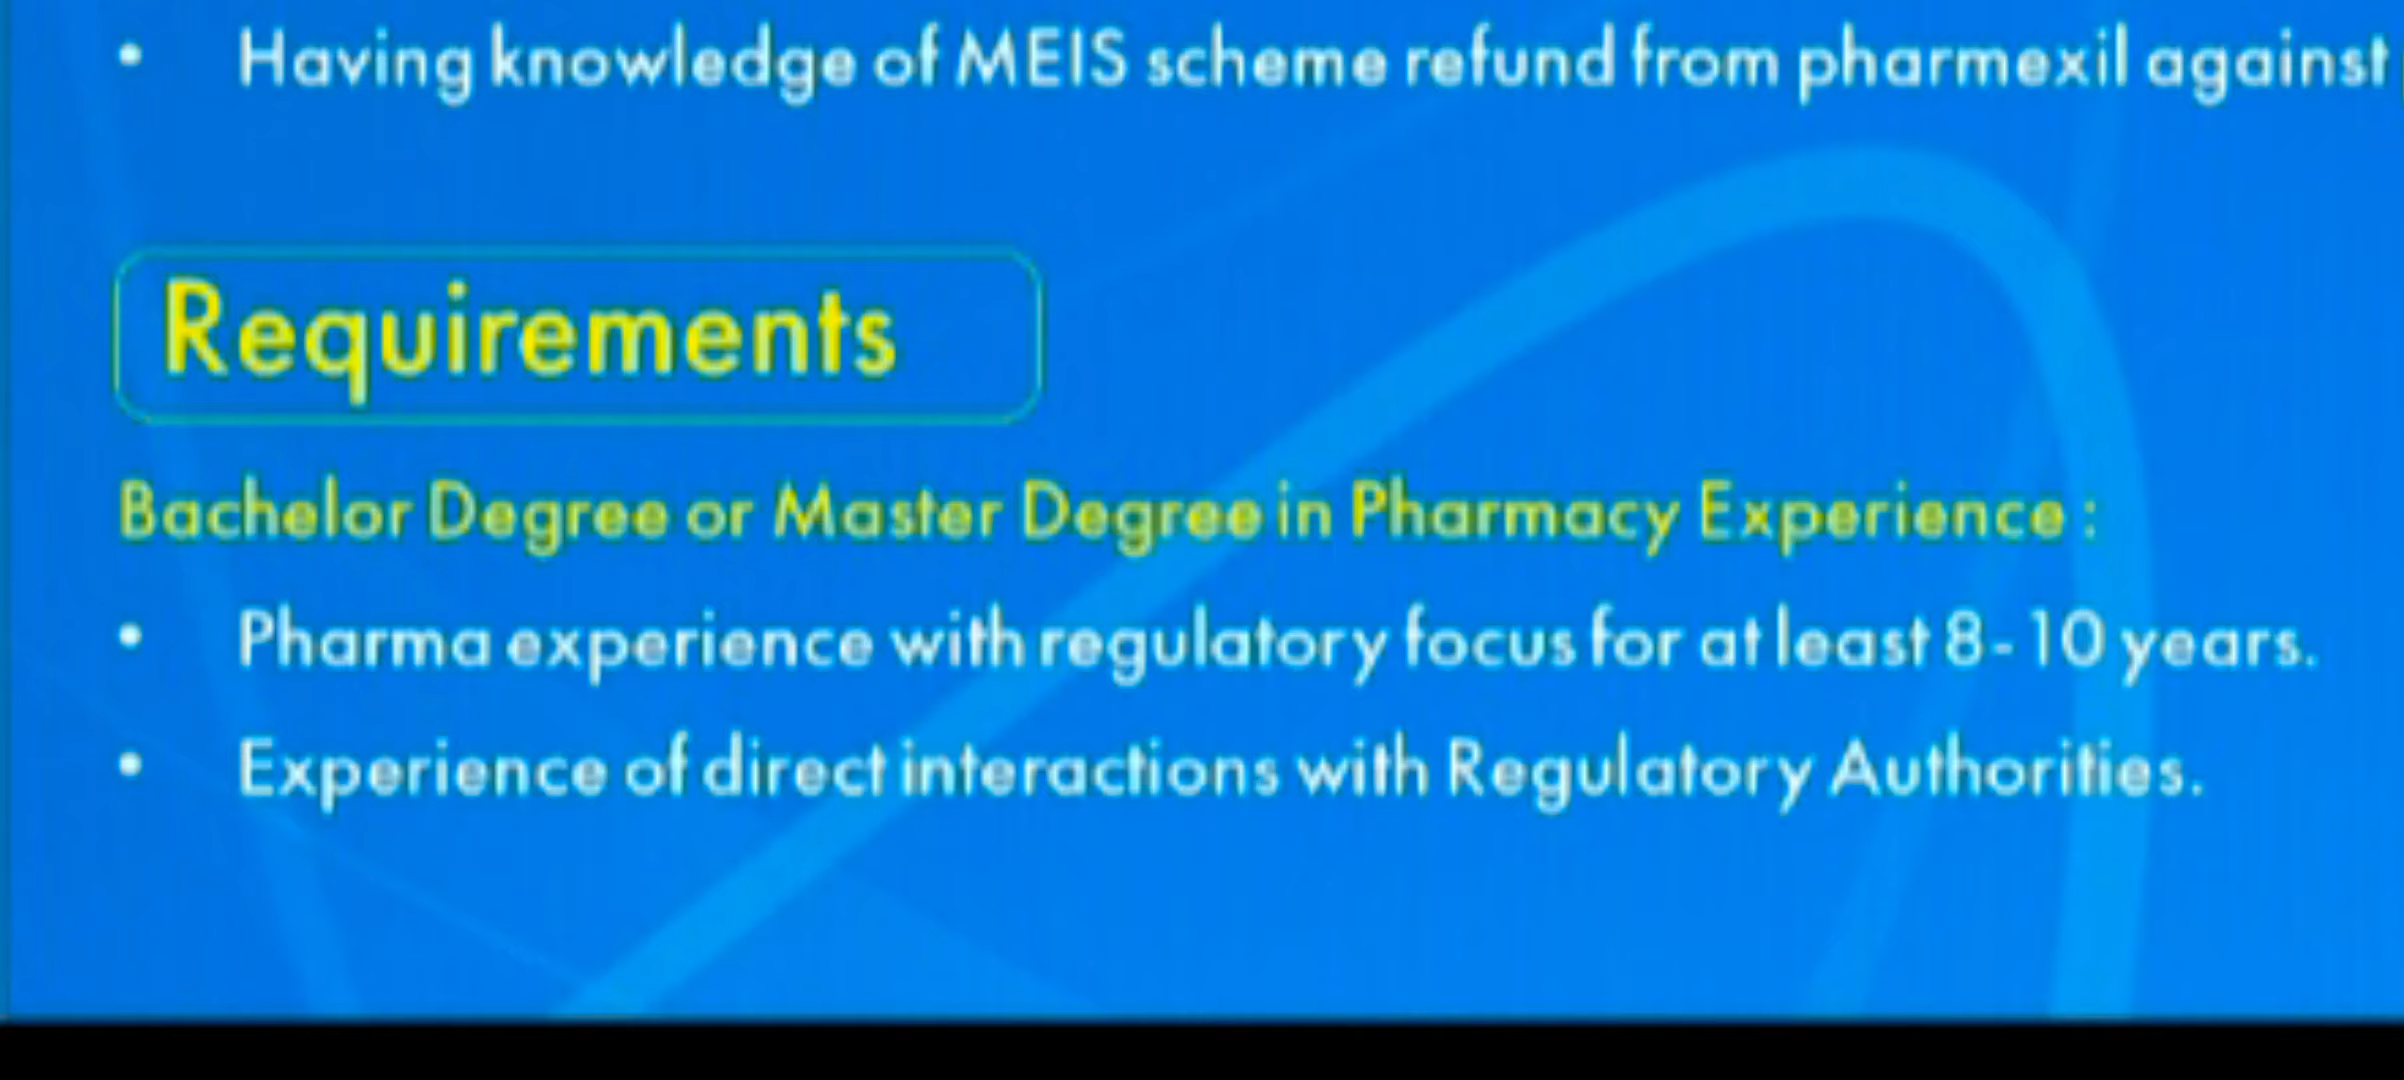 • Having knowledge of MEIS scheme refund from pharmexil against
Requirements
Bachelor Degree or Master Degree in Pharmacy Experience :
• Pharma experience with regulatory focus for at least 8-10 years.
• Experience of direct interactions with Regulatory Authorities.